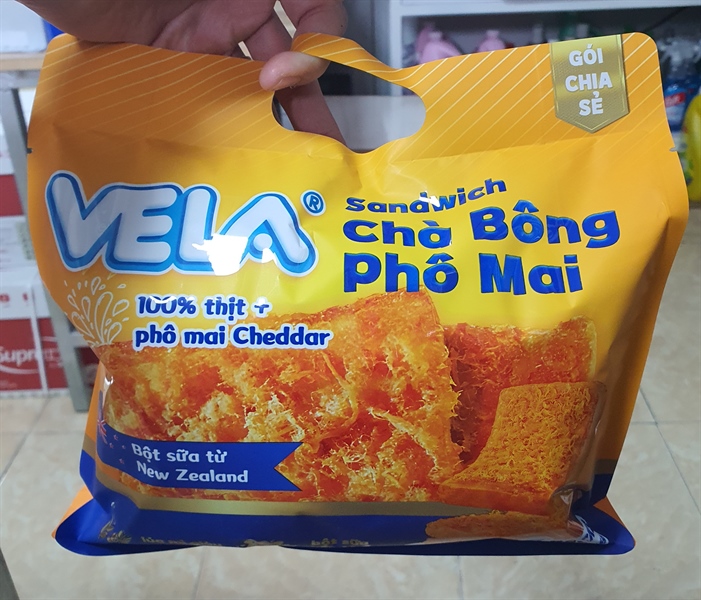 GÓI
CHIA
SẺ
VELA®
Sandwich
Chà Bông
Phô Mai
100% thịt +
phô mai Cheddar
Bột sữa từ
New Zealand